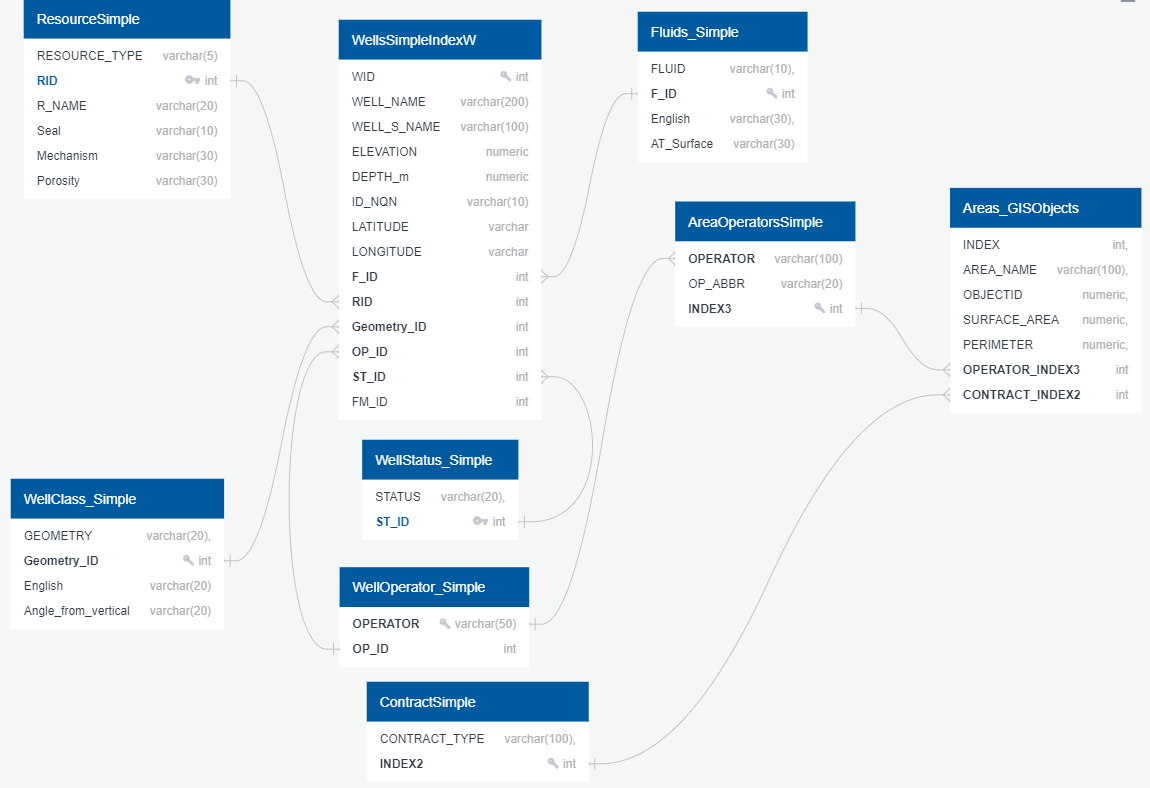 ResourceSimple
RESOURCE_TYPE varchar(5)
RID int
R_NAME varchar(20)
Seal varchar(10)
Mechanism varchar(30)
Porosity varchar(30)
WellsSimpleIndexW
WID int
WELL_NAME varchar(200)
WELL_S_NAME varchar(100)
ELEVATION numeric
DEPTH_m numeric
ID_NQN varchar(10)
LATITUDE varchar
LONGITUDE varchar
F_ID int
RID int
Geometry_ID int
OP_ID int
ST_ID int
FM_ID int
Fluids_Simple
FLUID varchar(10),
F_ID int
English varchar(30),
AT_Surface varchar(30)
AreaOperatorsSimple
OPERATOR varchar(100)
OP_ABBR varchar(20)
INDEX3 int
Areas_GISObjects
INDEX int,
AREA_NAME varchar(100),
OBJECTID numeric,
SURFACE_AREA numeric,
PERIMETER numeric,
OPERATOR_INDEX3 int
CONTRACT_INDEX2 int
WellStatus_Simple
STATUS varchar(20),
ST_ID int
WellClass_Simple
GEOMETRY varchar(20),
Geometry_ID int
English varchar(20)
Angle_from_vertical varchar(20)
WellOperator_Simple
OPERATOR varchar(50)
OP_ID int
ContractSimple
CONTRACT_TYPE varchar(100),
INDEX2 int